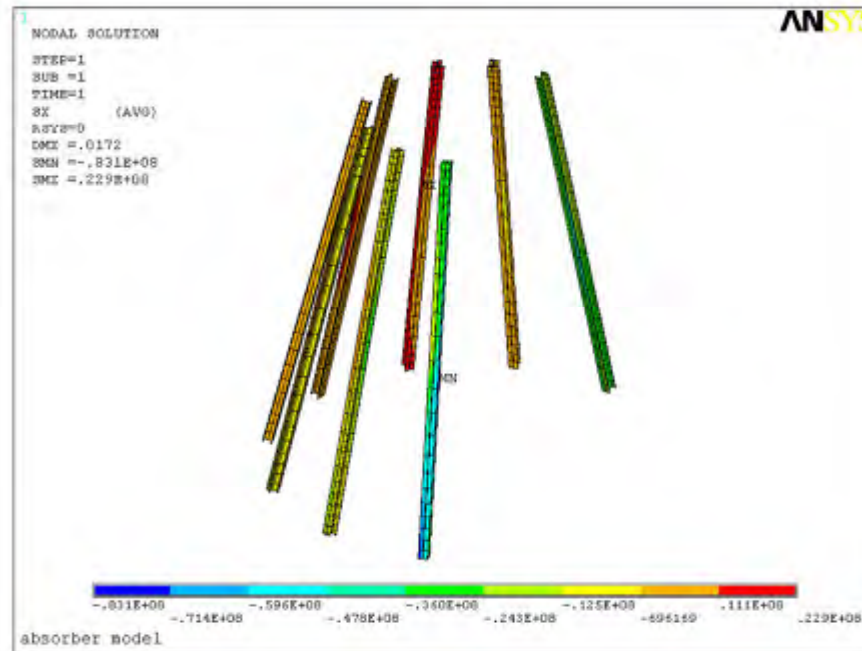 1
NODAL SOLUTION
STEP=1
SUB =1
TIME=1
SX (AVG)
RSYS=0
DMX =.0172
SMN =-.831E+08
SMX =.229E+08
ANSYS
MX
MN
-.831E+08 -.596E+08 -.360E+08 -.125E+08 .111E+08
-.714E+08 -.478E+08 -.243E+08 -696169 .229E+08
absorber model